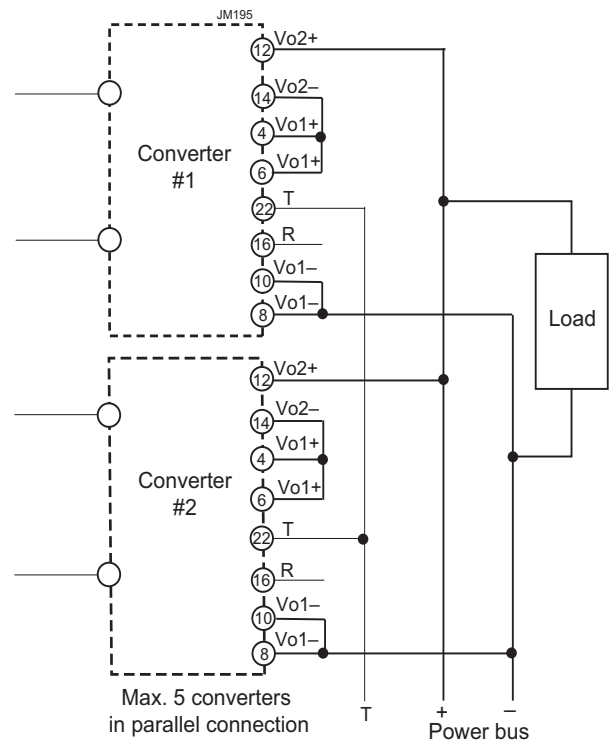 JM195
Converter
#1
12 Vo2+
14 Vo2–
4 Vo1+
6 Vo1+
22 T
16 R
10 Vo1–
8 Vo1–
Load
Converter
#2
12 Vo2+
14 Vo2–
4 Vo1+
6 Vo1+
22 T
16 R
10 Vo1–
8 Vo1–
Max. 5 converters
in parallel connection
T + –
Power bus